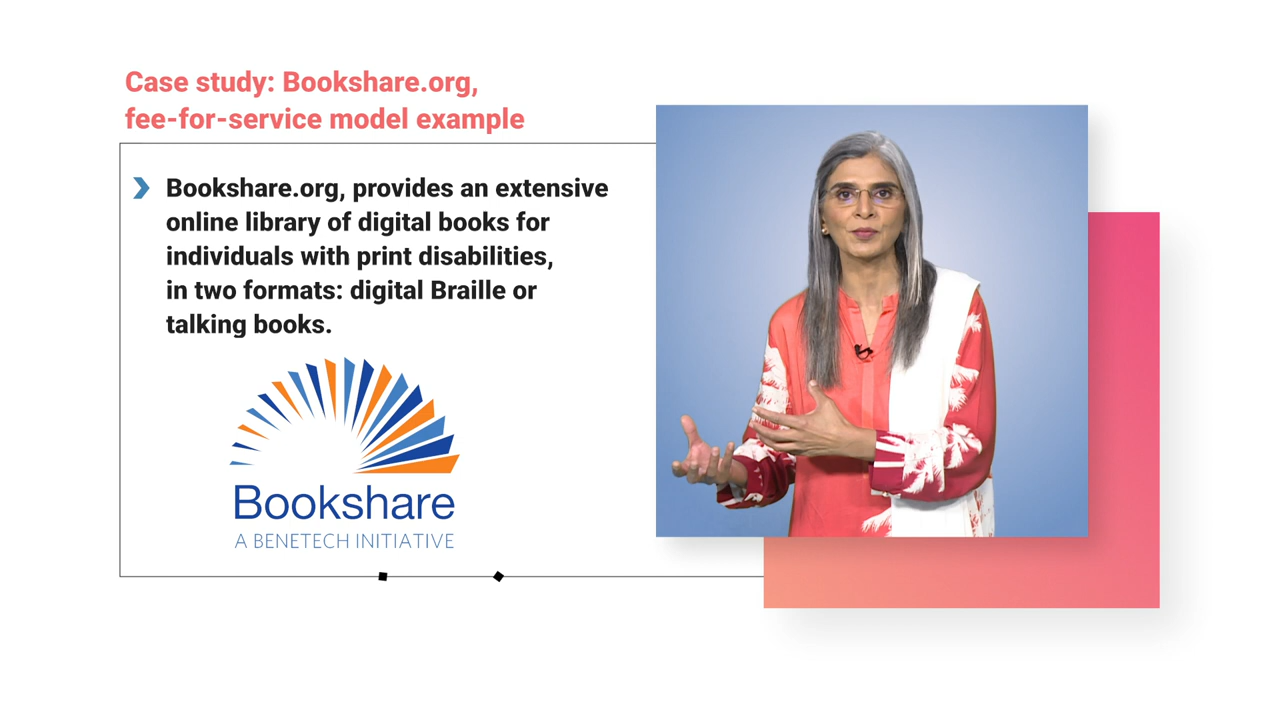 Case study: Bookshare.org,
fee-for-service model example
Bookshare.org, provides an extensive
online library of digital books for
individuals with print disabilities,
in two formats: digital Braille or
talking books.
Bookshare
A BENETECH INITIATIVE